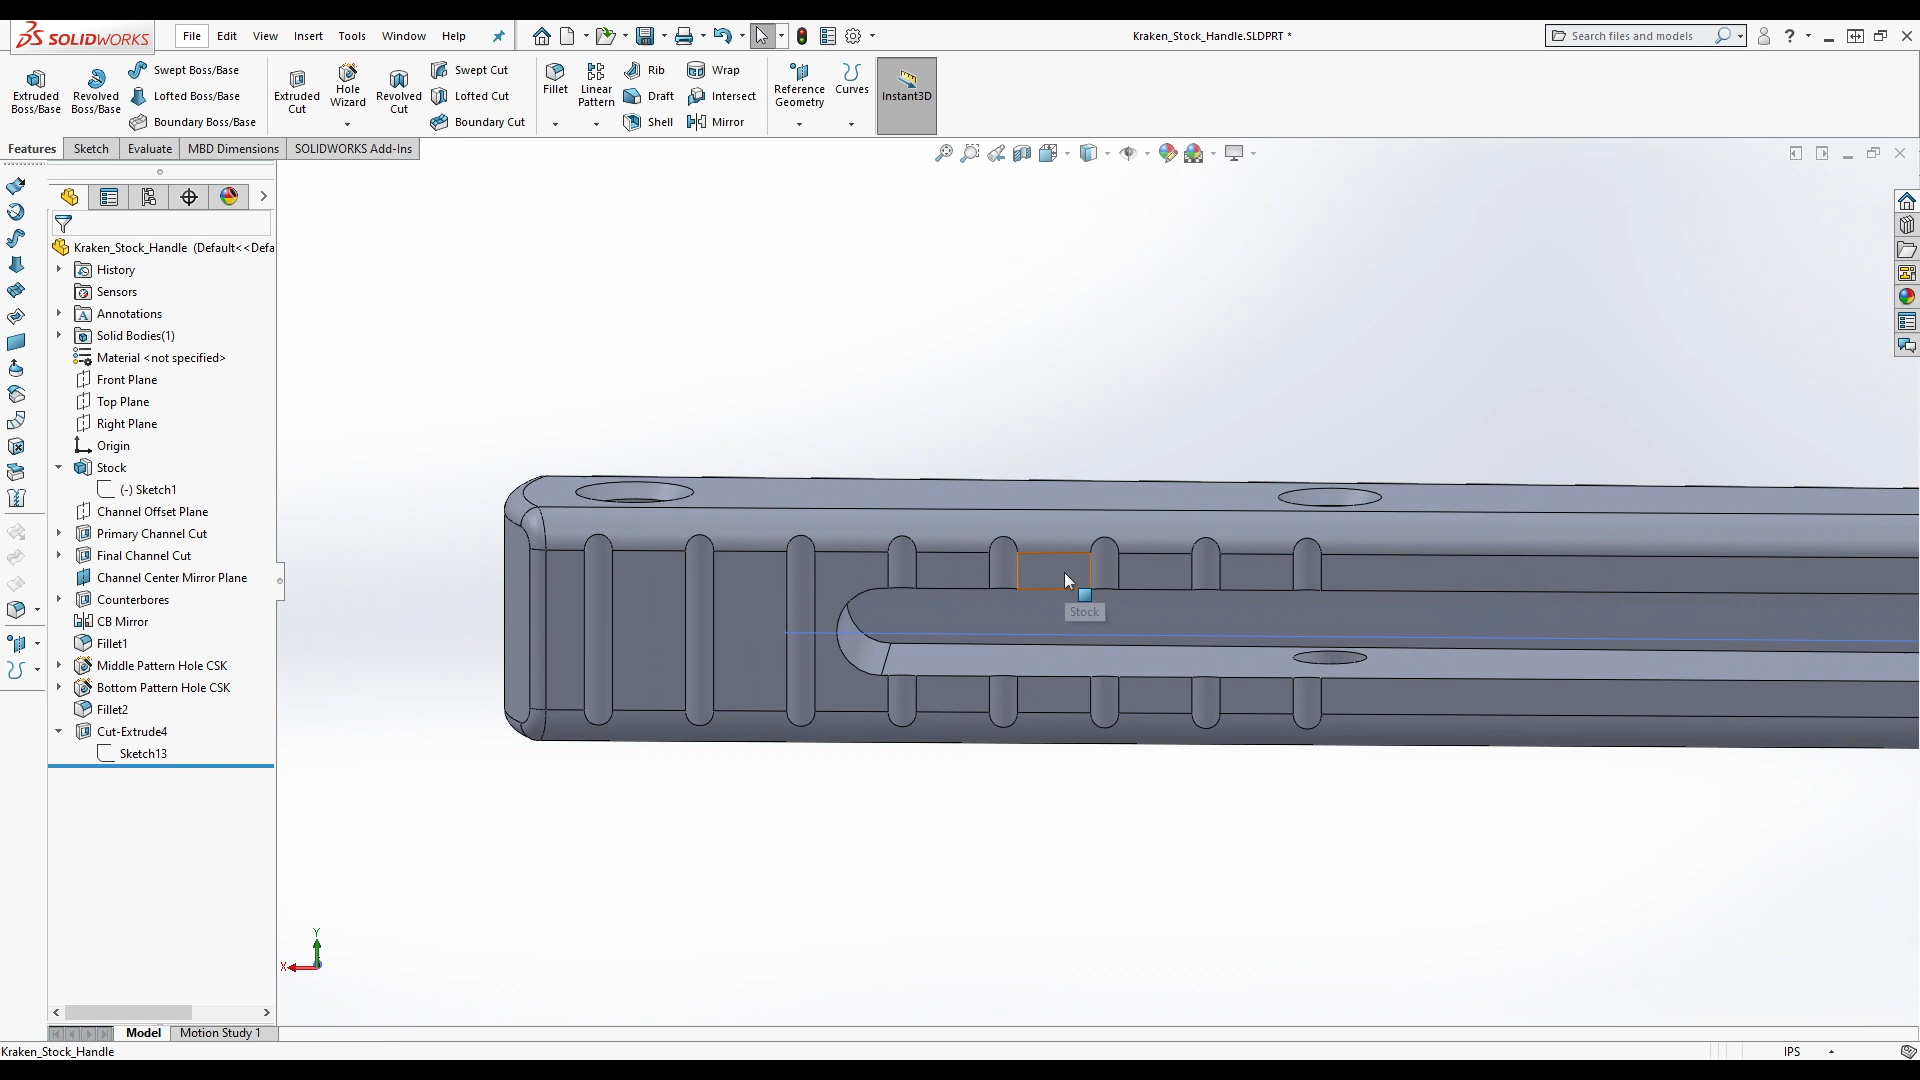 SOLIDWORKS
File Edit View Insert Tools Window Help
Kraken_Stock_Handle.SLDPRT *
Search files and models
Extruded Boss/Base
Revolved Boss/Base
Swept Boss/Base
Lofted Boss/Base
Boundary Boss/Base
Extruded Cut
Hole Wizard
Revolved Cut
Swept Cut
Lofted Cut
Boundary Cut
Fillet
Linear Pattern
Rib
Draft
Shell
Wrap
Intersect
Mirror
Reference Geometry
Curves
Instant3D
Features Sketch Evaluate MBD Dimensions SOLIDWORKS Add-Ins
Kraken_Stock_Handle (Default<<Defa
History
Sensors
Annotations
Solid Bodies(1)
Material <not specified>
Front Plane
Top Plane
Right Plane
Origin
Stock
(-) Sketch1
Channel Offset Plane
Primary Channel Cut
Final Channel Cut
Channel Center Mirror Plane
Counterbores
CB Mirror
Fillet1
Middle Pattern Hole CSK
Bottom Pattern Hole CSK
Fillet2
Cut-Extrude4
Sketch13
Stock
Y
X
Model Motion Study 1
Kraken_Stock_Handle
IPS